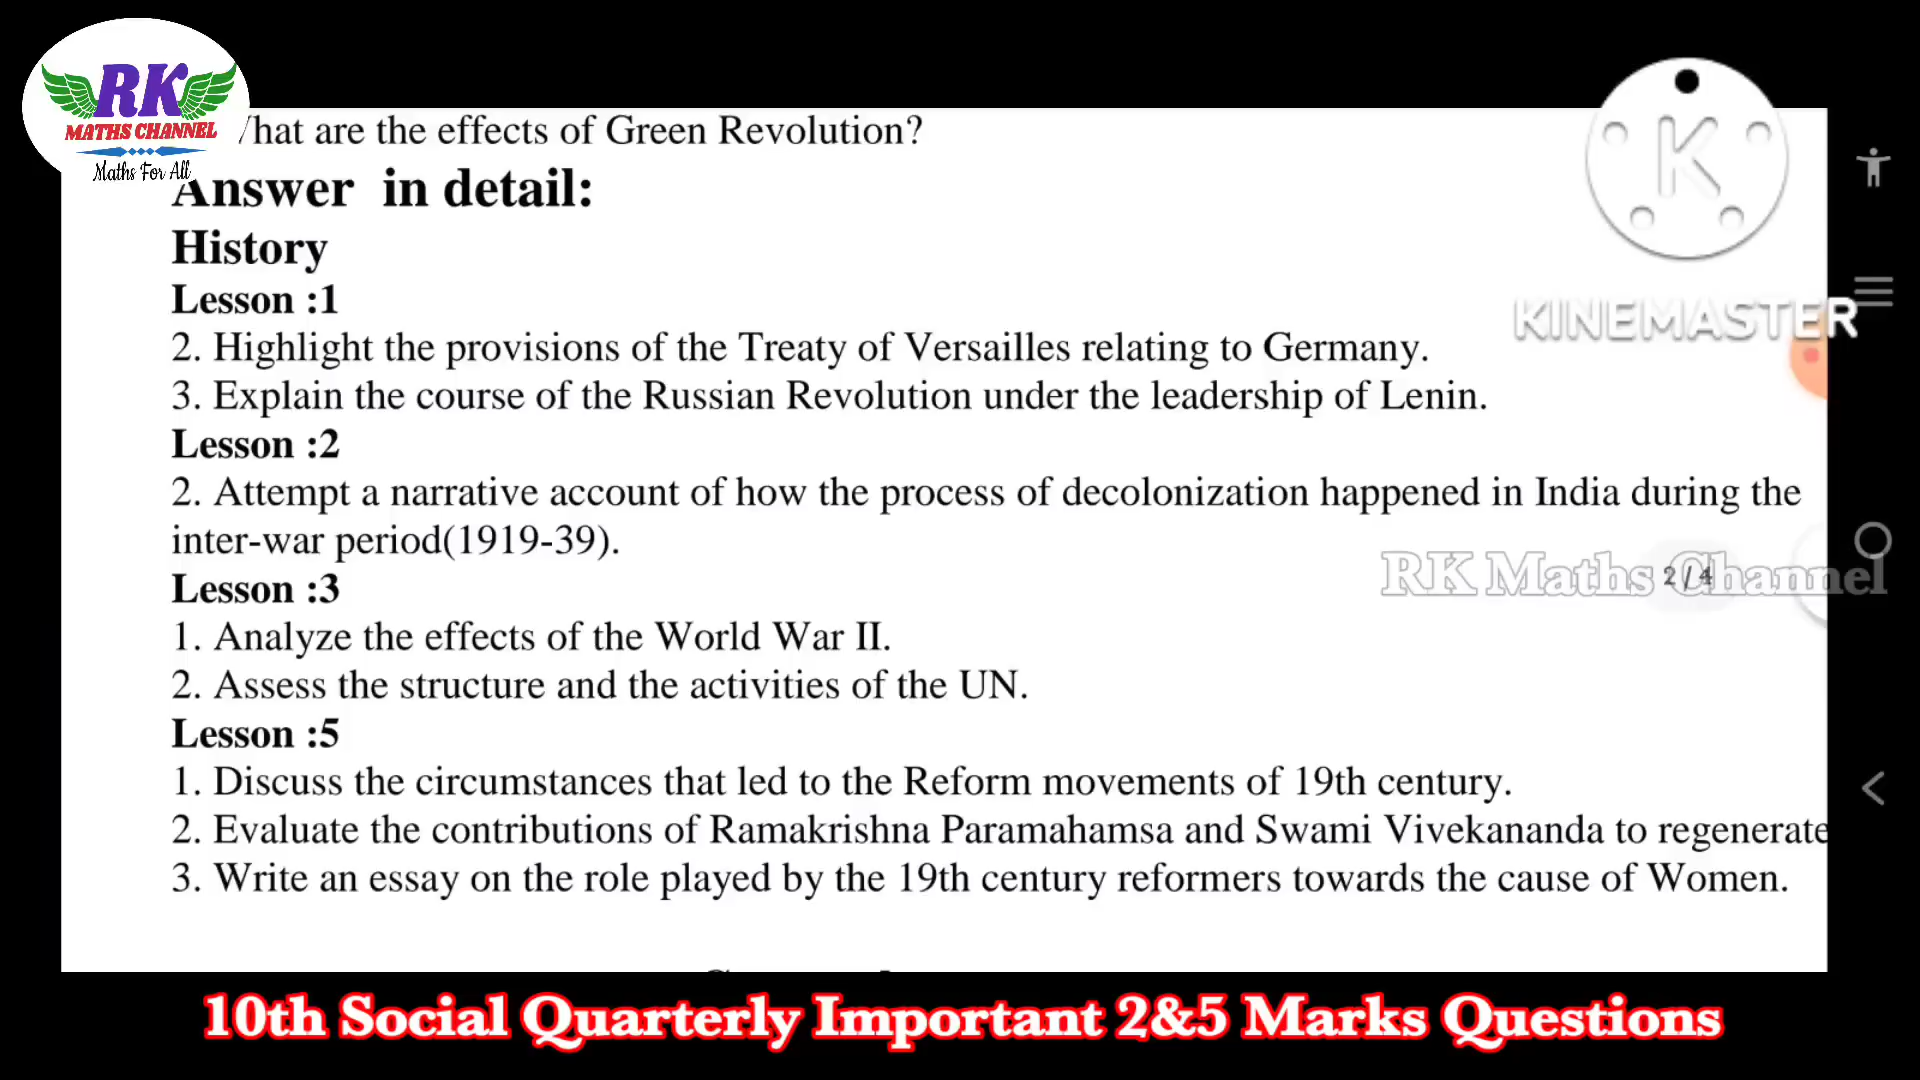 RK
MATHS CHANNEL
Maths For All
hat are the effects of Green Revolution?
Answer in detail:
History
Lesson :1
2. Highlight the provisions of the Treaty of Versailles relating to Germany.
3. Explain the course of the Russian Revolution under the leadership of Lenin.
Lesson :2
2. Attempt a narrative account of how the process of decolonization happened in India during the
inter-war period(1919-39).
Lesson :3
1. Analyze the effects of the World War II.
2. Assess the structure and the activities of the UN.
Lesson :5
1. Discuss the circumstances that led to the Reform movements of 19th century.
2. Evaluate the contributions of Ramakrishna Paramahamsa and Swami Vivekananda to regenerate
3. Write an essay on the role played by the 19th century reformers towards the cause of Women.
K
KINEMASTER
RK Maths Channel
2 / 4
10th Social Quarterly Important 2&5 Marks Questions